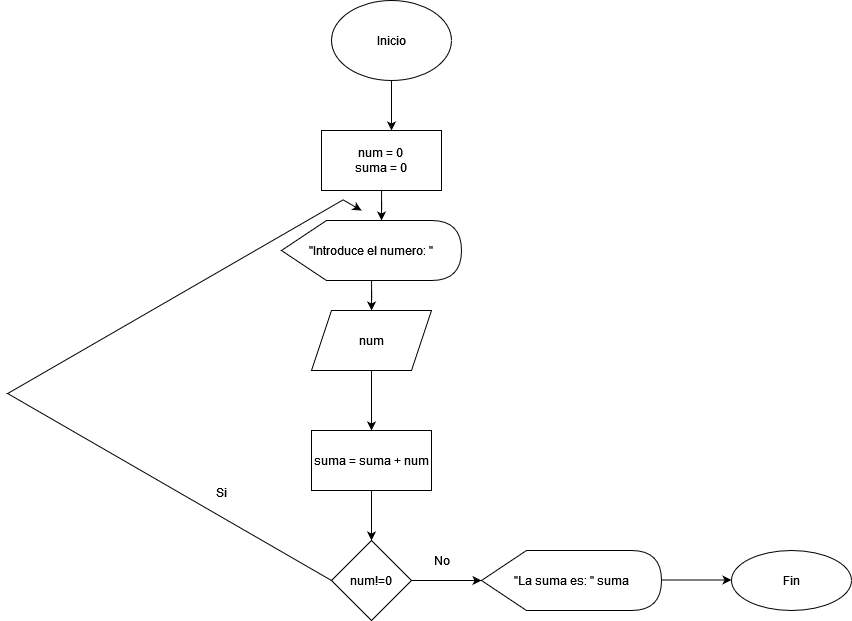 Inicio
num = 0
suma = 0
"Introduce el numero: "
num
suma = suma + num
Si
num!=0
No
"La suma es: " suma
Fin